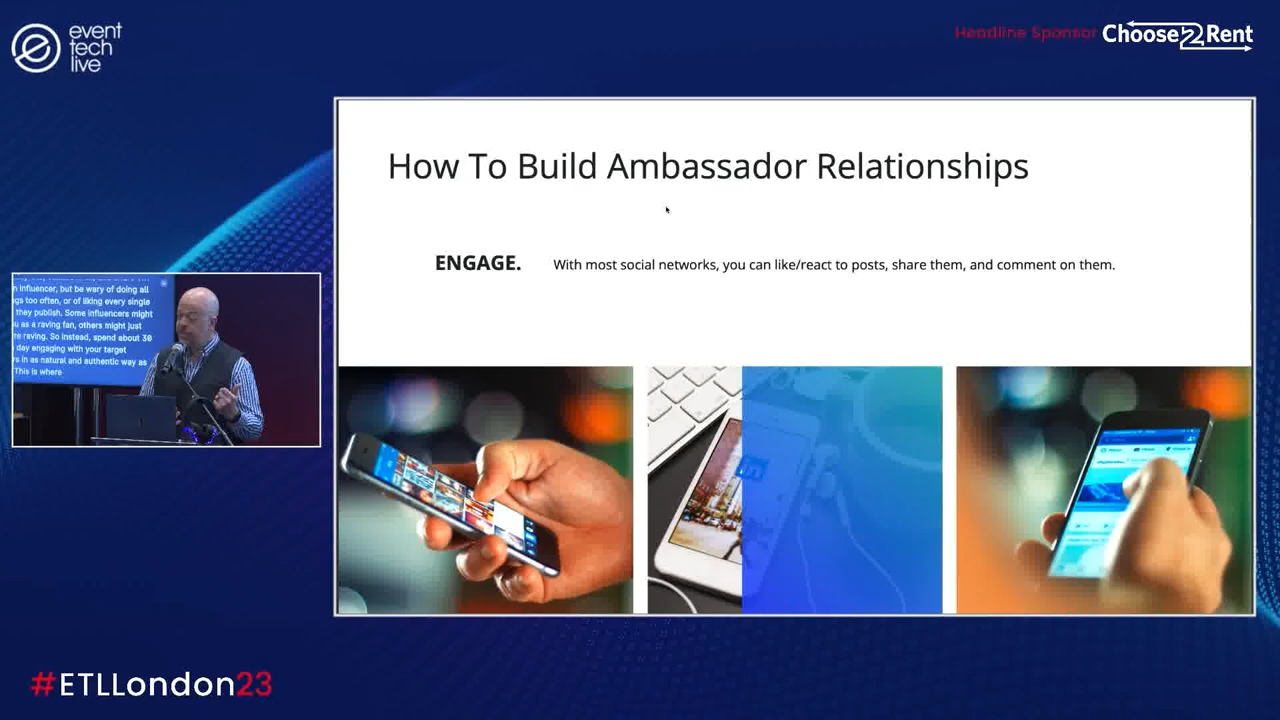 event
tech
live
Headline Sponsor Choose2Rent
How To Build Ambassador Relationships
ENGAGE. With most social networks, you can like/react to posts, share them, and comment on them.
n influencer, but be wary of doing all
gs too often, or of liking every single
they publish. Some influencers might
u as a raving fan, others might just
re raving. So instead, spend about 30
day engaging with your target
s in as natural and authentic way as
This is where
#ETLLondon23